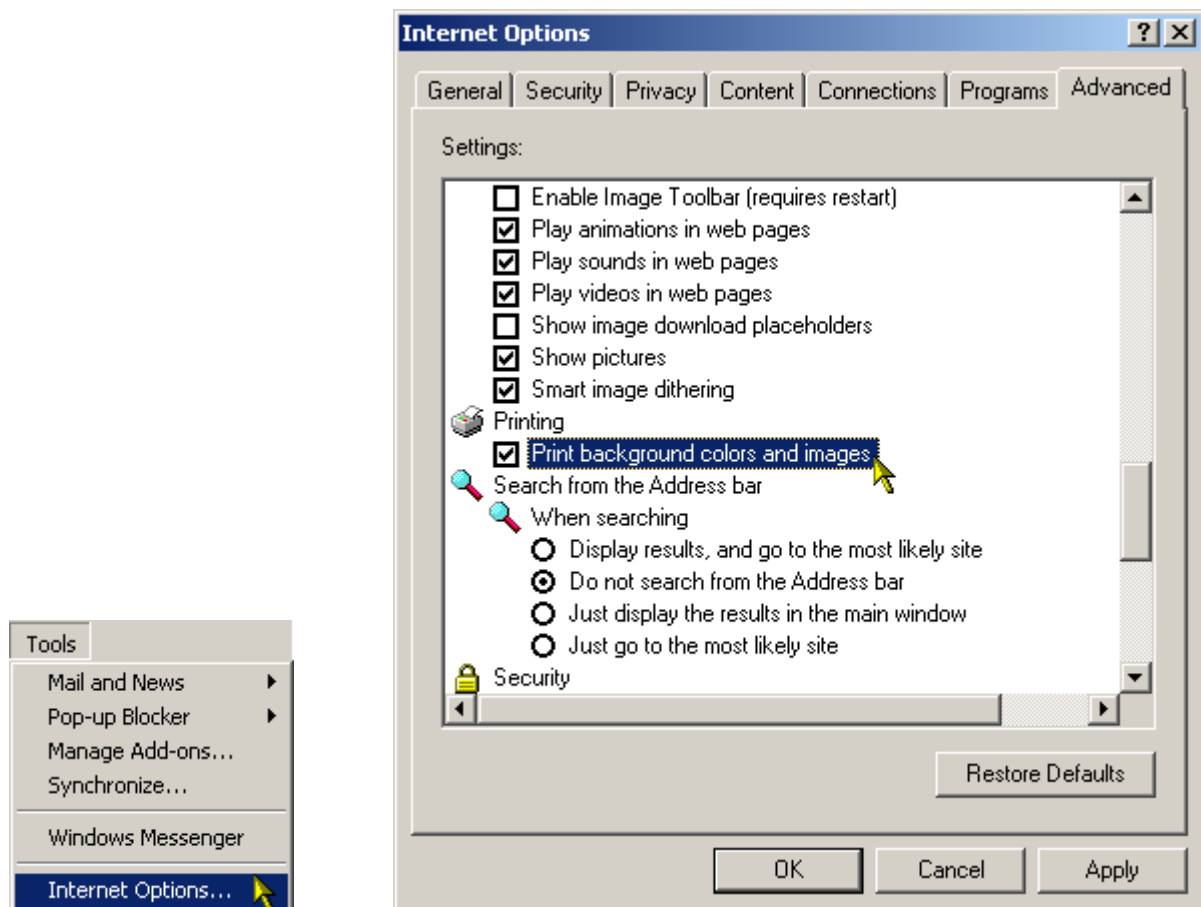 Internet Options
General Security Privacy Content Connections Programs Advanced
Settings:
Enable Image Toolbar (requires restart)
Play animations in web pages
Play sounds in web pages
Play videos in web pages
Show image download placeholders
Show pictures
Smart image dithering
Printing
Print background colors and images
Search from the Address bar
When searching
Display results, and go to the most likely site
Do not search from the Address bar
Just display the results in the main window
Just go to the most likely site
Security
Restore Defaults
OK Cancel Apply
Tools
Mail and News
Pop-up Blocker
Manage Add-ons...
Synchronize...
Windows Messenger
Internet Options...